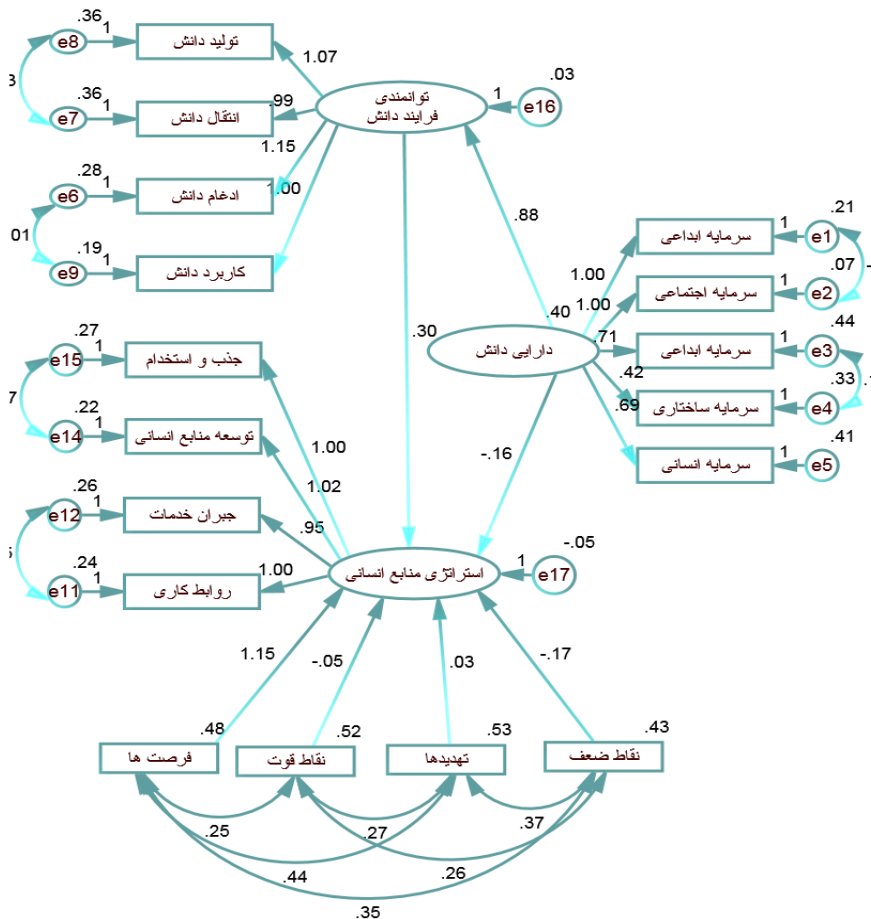 .36
e8
1
تولید دانش
1.07
3
.36
e7
1
انتقال دانش
.99
توانمندی
فرایند دانش
1
.03
e16
1.15
.28
e6
1
ادغام دانش
1.00
01
.19
e9
1
کاربرد دانش
.88
.21
1
e1
سرمایه ابداعی
1.00
-
.07
1
e2
سرمایه اجتماعی
1.00
.40
.44
1
e3
سرمایه ابداعی
.71
دارایی دانش
.30
.33
1
e4
سرمایه ساختاری
.42
.1
.41
1
e5
سرمایه انسانی
.69
.27
e15
1
جذب و استخدام
1.00
7
.22
e14
1
توسعه منابع انسانی
1.02
-.16
.26
e12
1
جبران خدمات
.95
.24
e11
1
روابط کاری
1.00
استراتژی منابع انسانی
1
-.05
e17
1.15
-.05
.03
-.17
.48
.52
.53
.43
فرصت ها
نقاط قوت
تهدیدها
نقاط ضعف
.25
.27
.37
.44
.26
.35